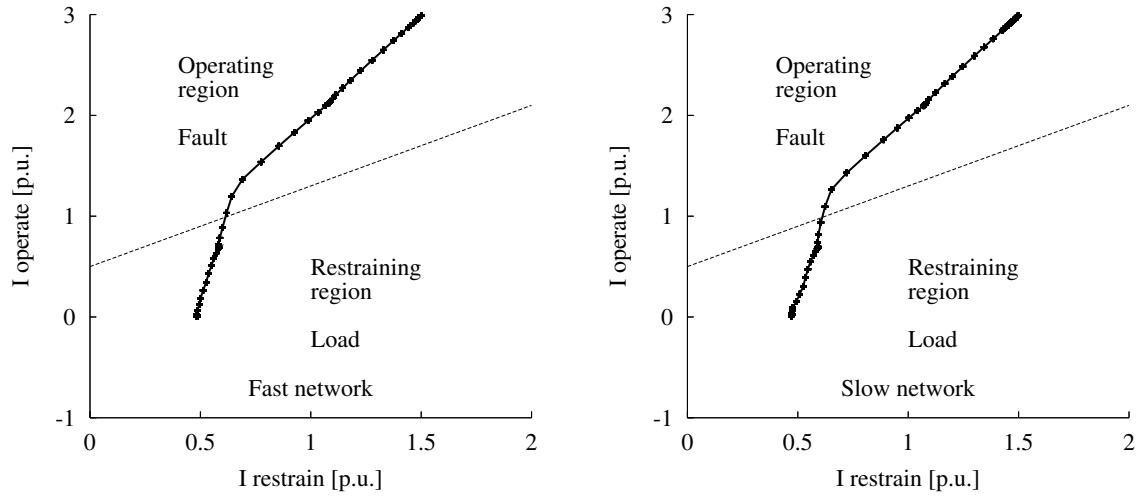 3
2
1
0
-1
I operate [p.u.]
Operating
region
Fault
Restraining
region
Load
Fast network
0
0.5
1
1.5
2
I restrain [p.u.]
3
2
1
0
-1
I operate [p.u.]
Operating
region
Fault
Restraining
region
Load
Slow network
0
0.5
1
1.5
2
I restrain [p.u.]